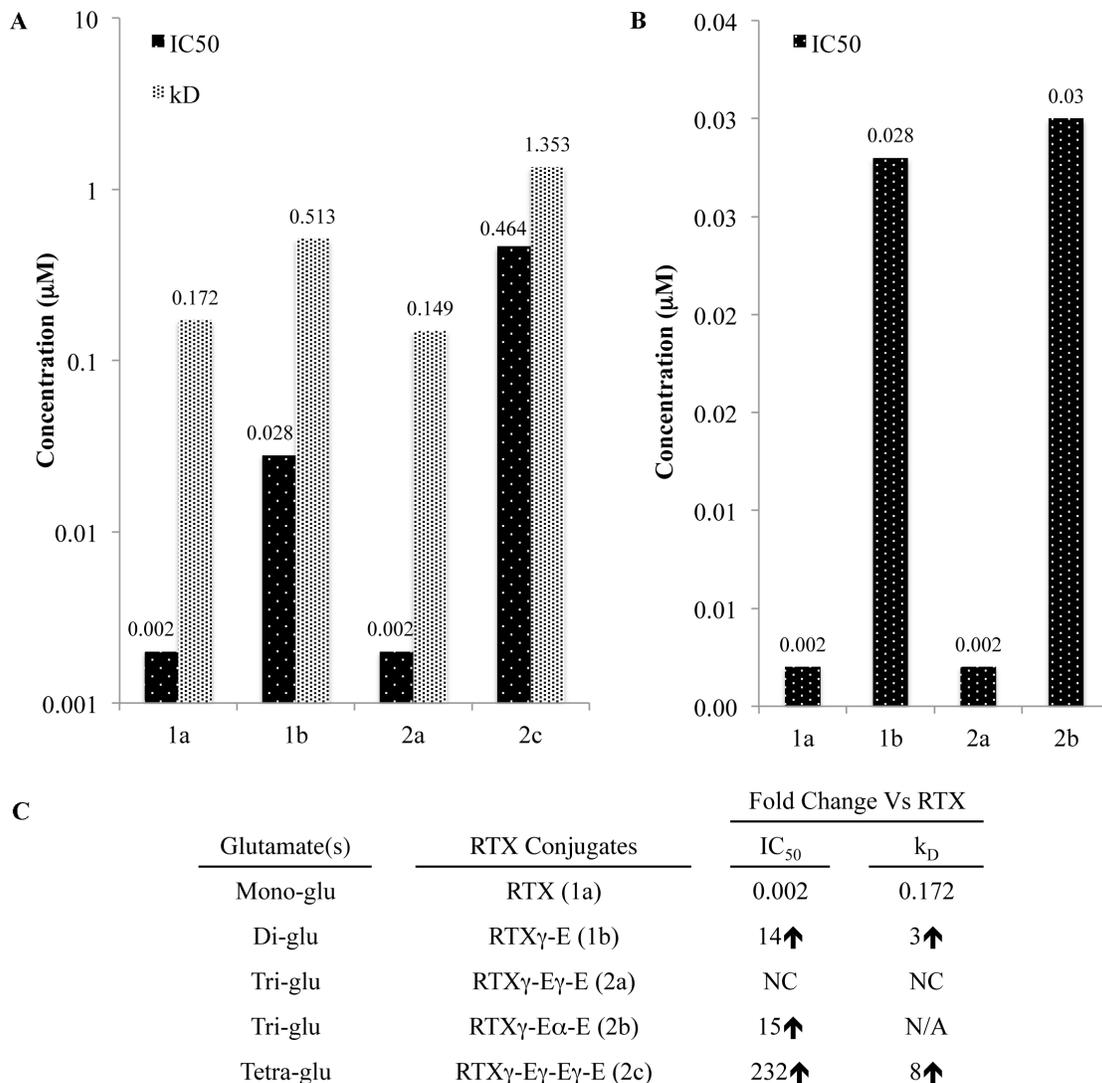 A
10
1
0.1
0.01
0.001
Concentration (µM)
IC50
kD
0.002
0.172
0.028
0.513
0.002
0.149
0.464
1.353
1a
1b
2a
2c
B
0.04
0.03
0.03
0.02
0.02
0.01
0.01
0.00
Concentration (µM)
IC50
0.002
0.028
0.002
0.03
1a
1b
2a
2b
C
Fold Change Vs RTX
Glutamate(s) RTX Conjugates IC₅₀ k_D
Mono-glu RTX (1a) 0.002 0.172
Di-glu RTXγ-E (1b) 14↑ 3↑
Tri-glu RTXγ-Eγ-E (2a) NC NC
Tri-glu RTXγ-Eα-E (2b) 15↑ N/A
Tetra-glu RTXγ-Eγ-Eγ-E (2c) 232↑ 8↑